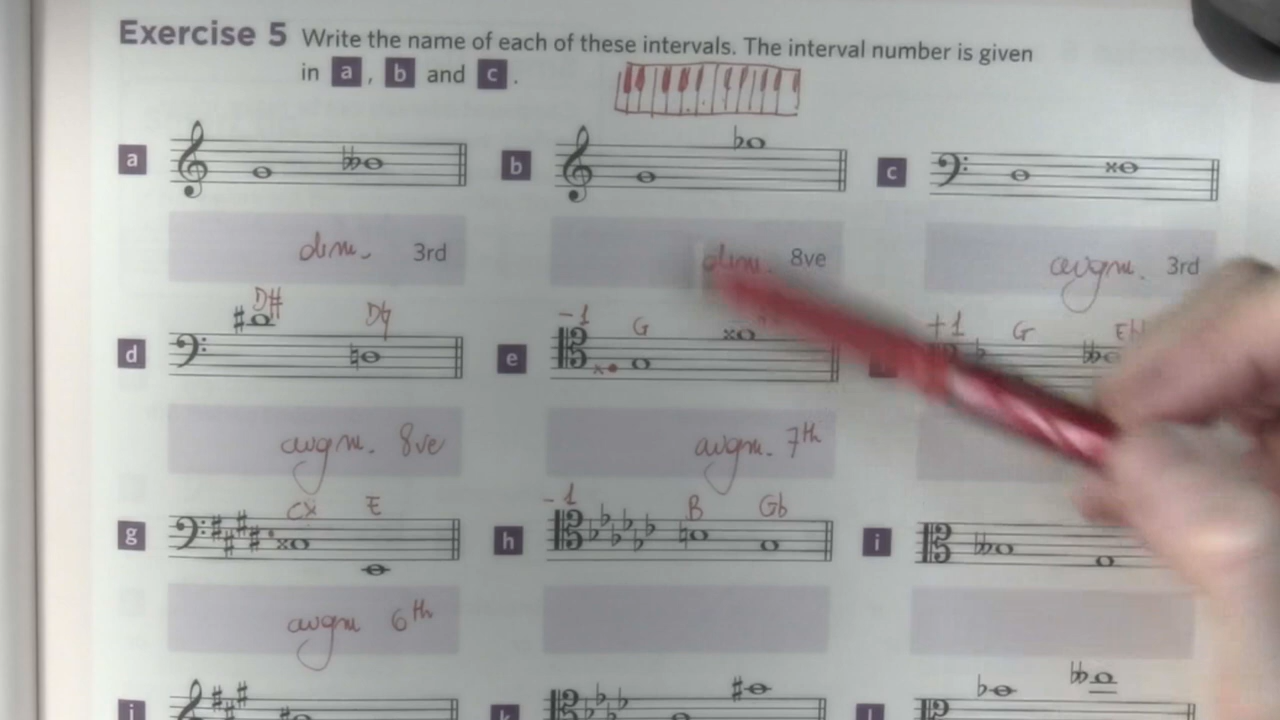 Exercise 5 Write the name of each of these intervals. The interval number is given
in a, b and c.
a b c
dim. 3rd dim. 8ve augm. 3rd
D# D♮ -1 G +1 G
d e
augm. 8ve augm. 7th
Cx E -1 B Gb
g h i
augm 6th